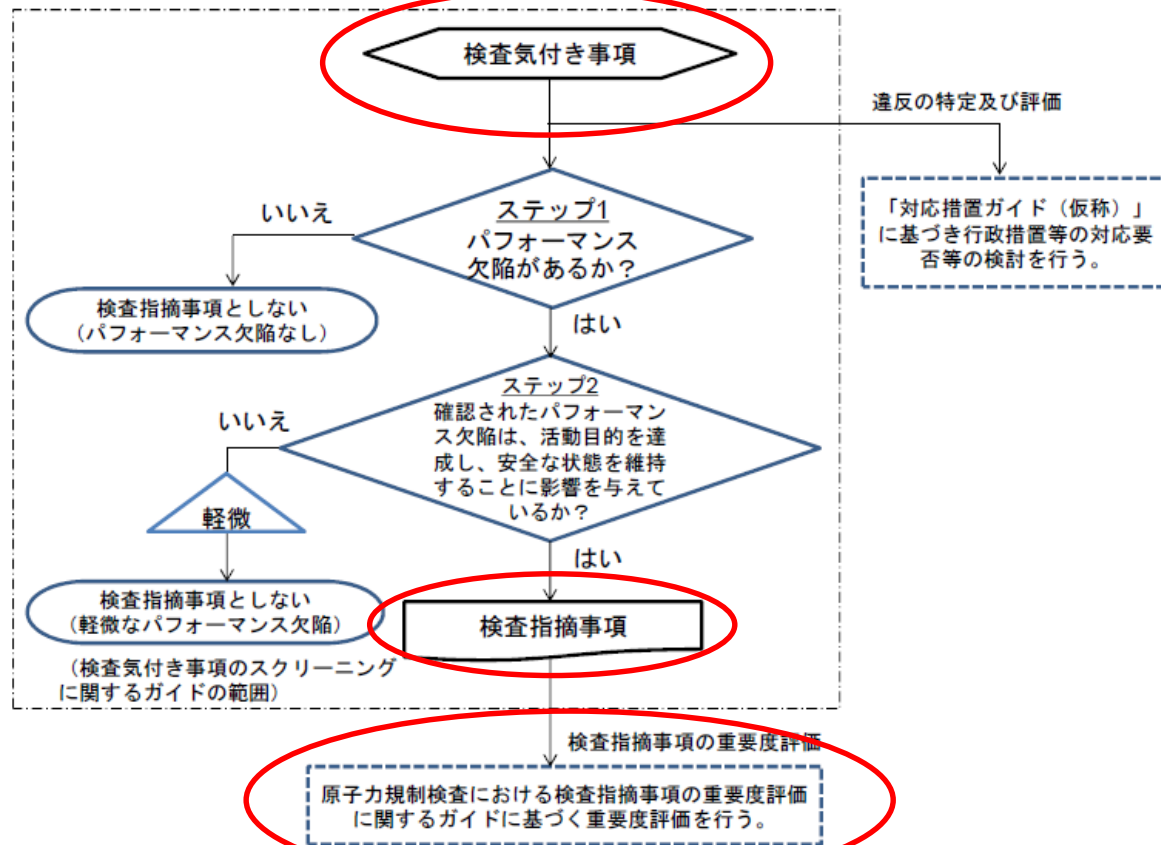 検査気付き事項
違反の特定及び評価
「対応措置ガイド（仮称）」
に基づき行政措置等の対応要
否等の検討を行う。
ステップ1
パフォーマンス
欠陥があるか？
いいえ
検査指摘事項としない
（パフォーマンス欠陥なし）
はい
ステップ2
確認されたパフォーマン
ス欠陥は、活動目的を達
成し、安全な状態を維持
することに影響を与えて
いるか？
いいえ
軽微
検査指摘事項としない
（軽微なパフォーマンス欠陥）
はい
検査指摘事項
（検査気付き事項のスクリーニング
に関するガイドの範囲）
検査指摘事項の重要度評価
原子力規制検査における検査指摘事項の重要度評価
に関するガイドに基づく重要度評価を行う。